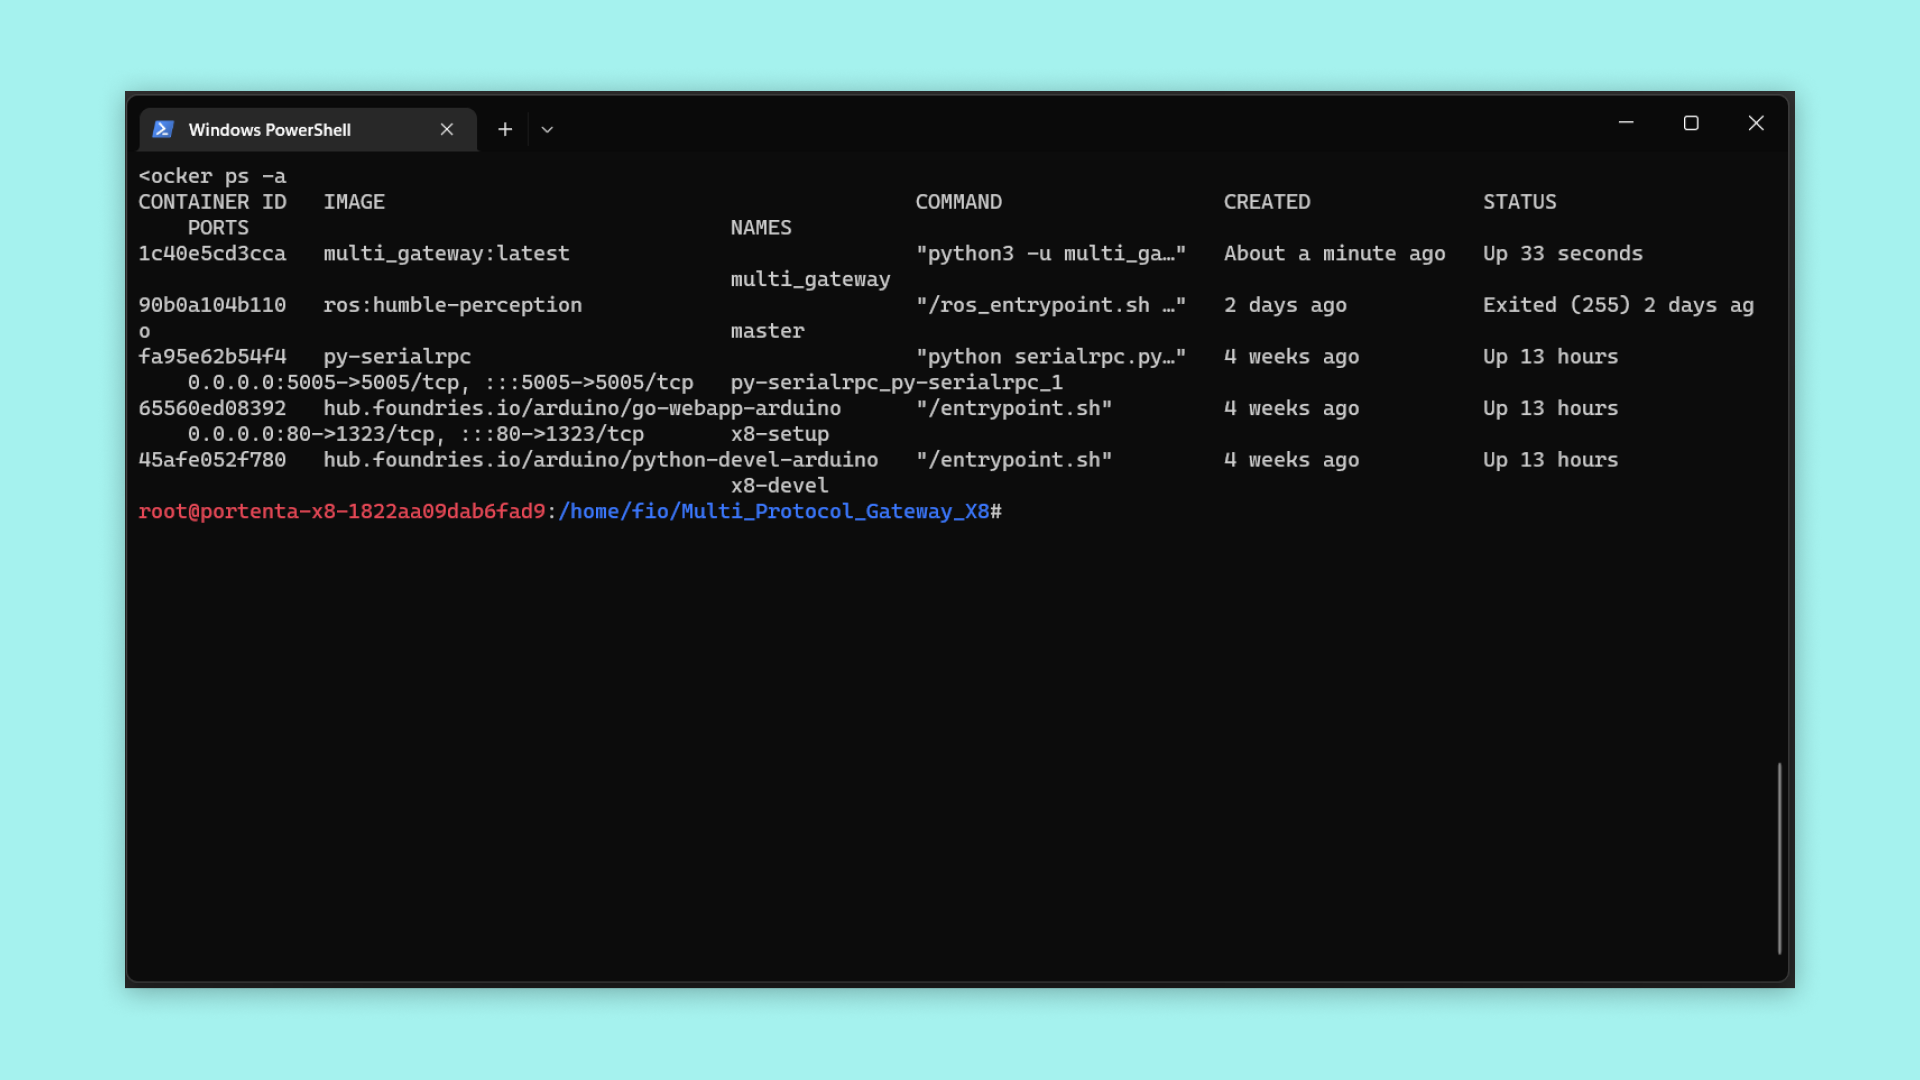 Windows PowerShell
<ocker ps -a
CONTAINER ID   IMAGE                                           COMMAND                  CREATED              STATUS
    PORTS                                       NAMES
1c40e5cd3cca   multi_gateway:latest                            "python3 -u multi_ga…"   About a minute ago   Up 33 seconds
                                                multi_gateway
90b0a104b110   ros:humble-perception                           "/ros_entrypoint.sh …"   2 days ago           Exited (255) 2 days ag
o                                               master
fa95e62b54f4   py-serialrpc                                    "python serialrpc.py…"   4 weeks ago          Up 13 hours
    0.0.0.0:5005->5005/tcp, :::5005->5005/tcp   py-serialrpc_py-serialrpc_1
65560ed08392   hub.foundries.io/arduino/go-webapp-arduino      "/entrypoint.sh"         4 weeks ago          Up 13 hours
    0.0.0.0:80->1323/tcp, :::80->1323/tcp       x8-setup
45afe052f780   hub.foundries.io/arduino/python-devel-arduino   "/entrypoint.sh"         4 weeks ago          Up 13 hours
                                                x8-devel
root@portenta-x8-1822aa09dab6fad9:/home/fio/Multi_Protocol_Gateway_X8#